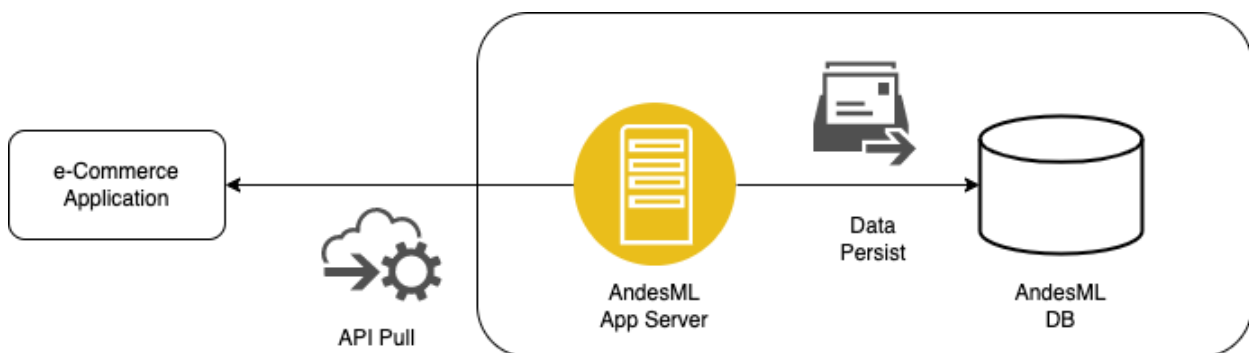 e-Commerce
Application
API Pull
AndesML
App Server
Data
Persist
AndesML
DB